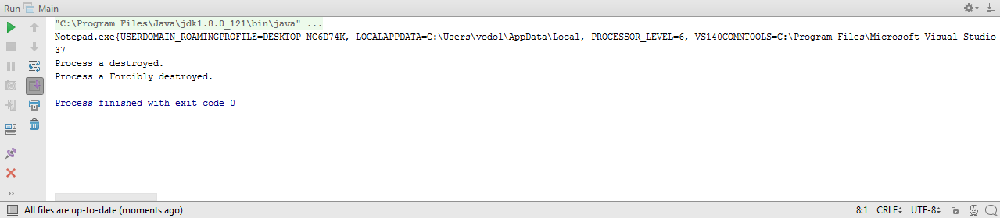 Run Main
"C:\Program Files\Java\jdk1.8.0_121\bin\java" ...
Notepad.exe{USERDOMAIN_ROAMINGPROFILE=DESKTOP-NC6D74K, LOCALAPPDATA=C:\Users\vodol\AppData\Local, PROCESSOR_LEVEL=6, VS140COMNTOOLS=C:\Program Files\Microsoft Visual Studio
37
Process a destroyed.
Process a Forcibly destroyed.
Process finished with exit code 0
All files are up-to-date (moments ago) 8:1 CRLF UTF-8